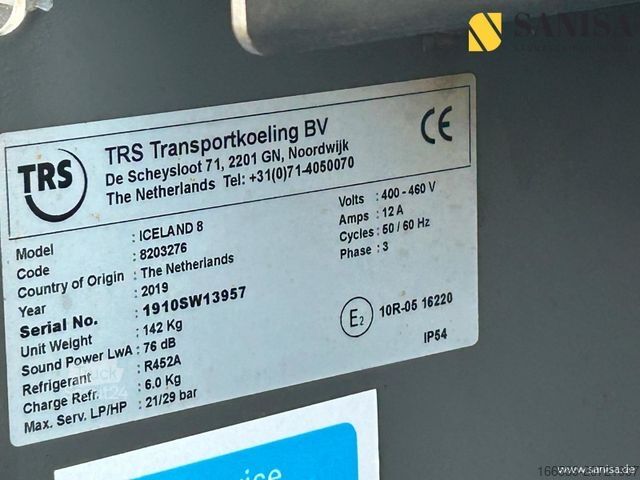 SANISA
TRS
TRS Transportkoeling BV
De Scheysloot 71, 2201 GN, Noordwijk
The Netherlands Tel: +31(0)71-4050070
CE
Model : ICELAND 8
Code : 8203276
Country of Origin : The Netherlands
Year : 2019
Serial No. : 1910SW13957
Unit Weight : 142 Kg
Sound Power LwA : 76 dB
Refrigerant : R452A
Charge Refr. : 6.0 Kg
Max. Serv. LP/HP : 21/29 bar
Volts : 400 - 460 V
Amps : 12 A
Cycles : 50 / 60 Hz
Phase : 3
E2 10R-05 16220
IP54
www.sanisa.de